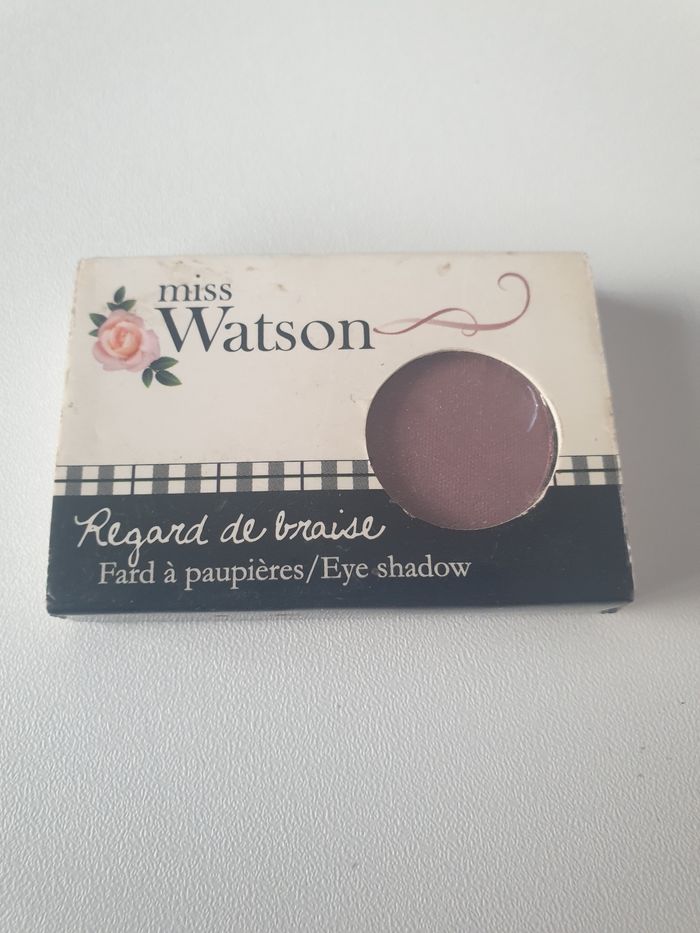 miss
Watson
Regard de braise
Fard à paupières/Eye shadow